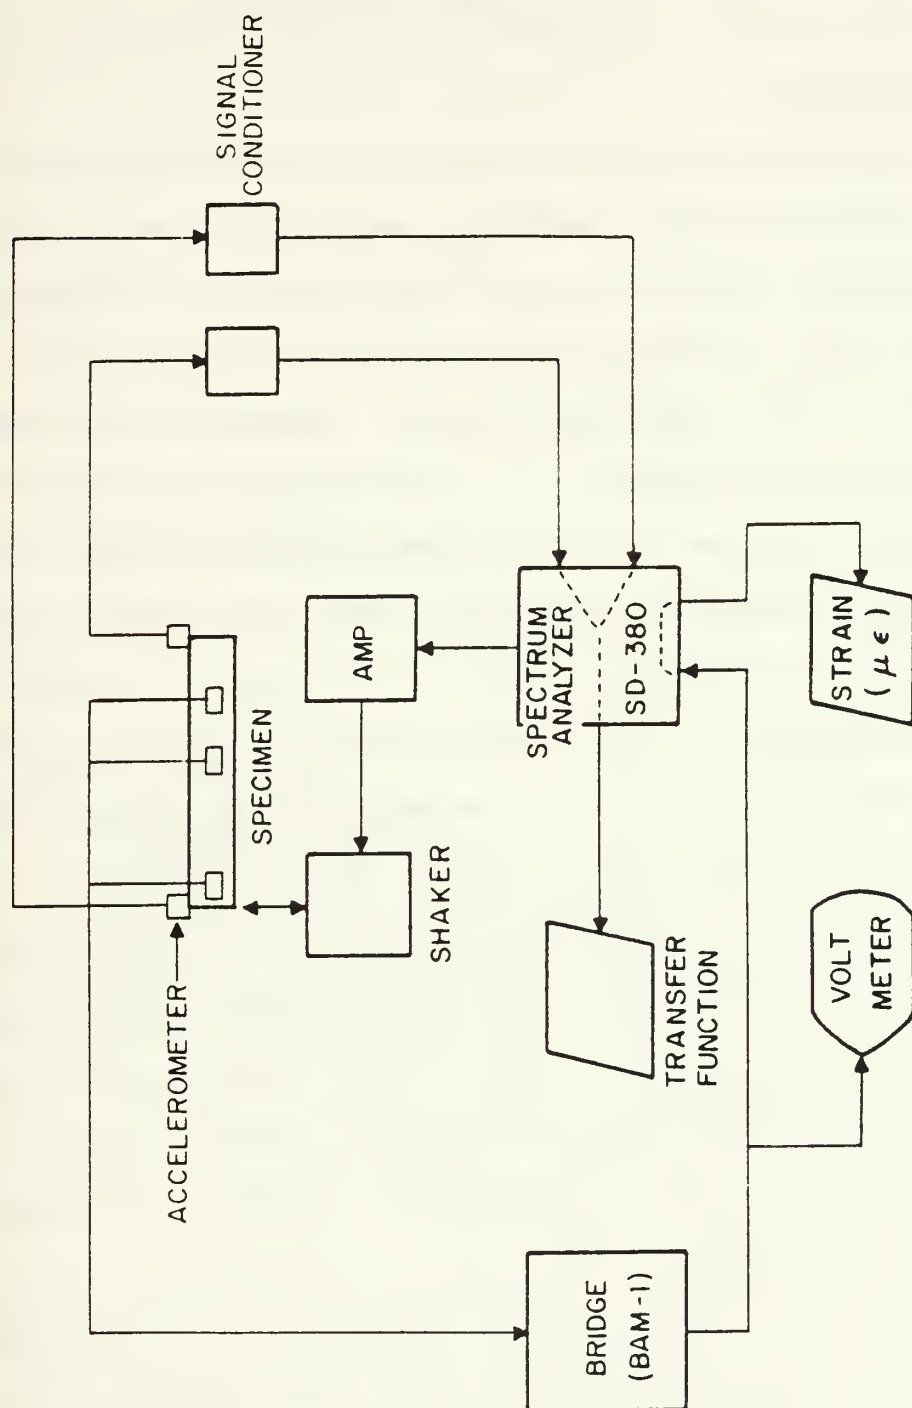 SIGNAL
CONDITIONER
ACCELEROMETER
SPECIMEN
AMP
SHAKER
SPECTRUM
ANALYZER
SD-380
TRANSFER
FUNCTION
BRIDGE
(BAM-1)
VOLT
METER
STRAIN
(με)